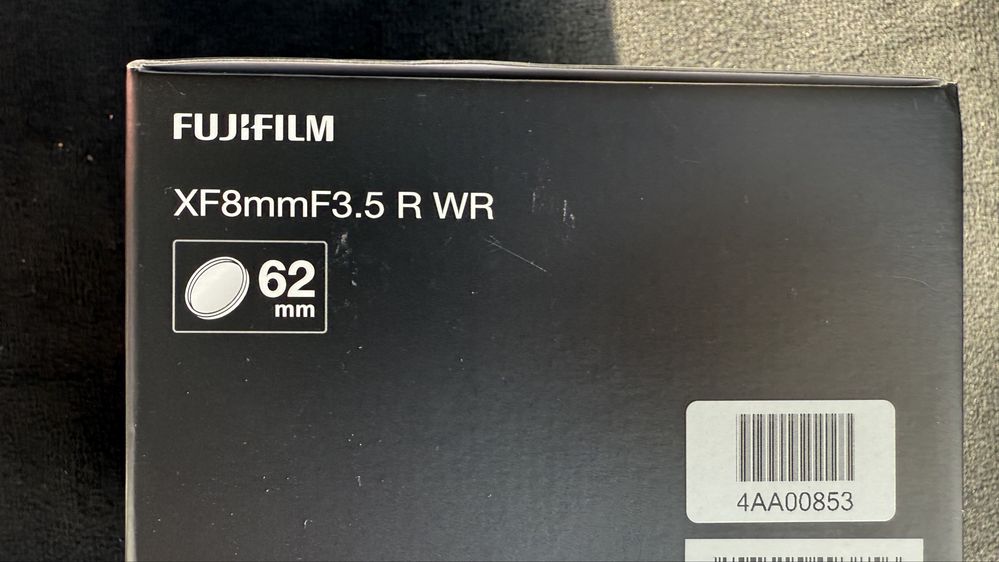 FUJIFILM
XF8mmF3.5 R WR
62
mm
4AA00853